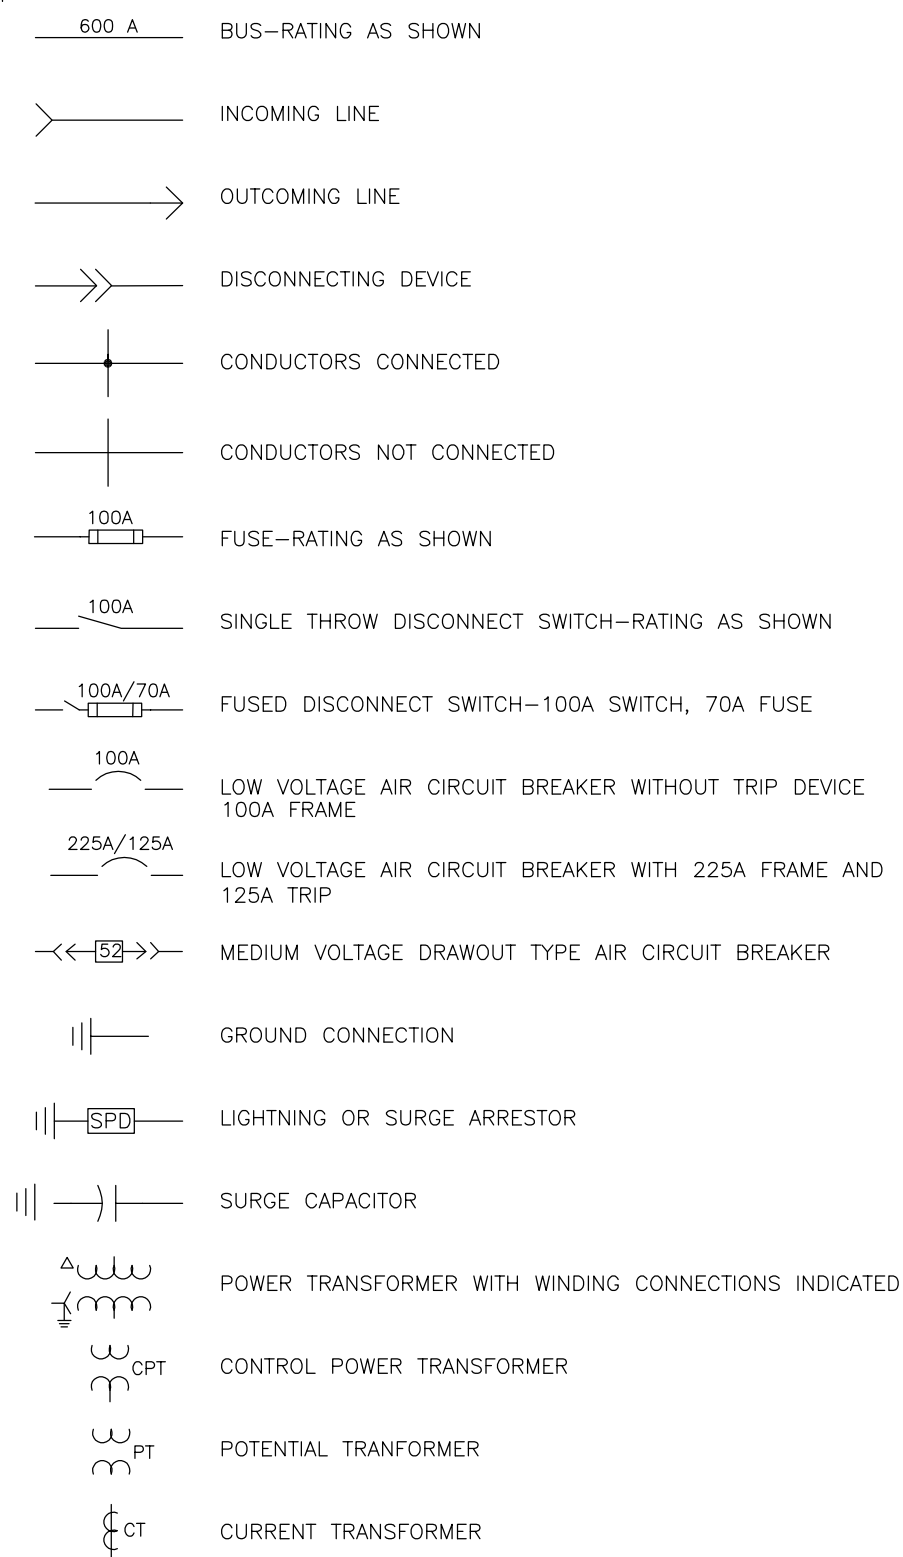 600 A BUS-RATING AS SHOWN
INCOMING LINE
OUTCOMING LINE
DISCONNECTING DEVICE
CONDUCTORS CONNECTED
CONDUCTORS NOT CONNECTED
100A FUSE-RATING AS SHOWN
100A SINGLE THROW DISCONNECT SWITCH-RATING AS SHOWN
100A/70A FUSED DISCONNECT SWITCH-100A SWITCH, 70A FUSE
100A
LOW VOLTAGE AIR CIRCUIT BREAKER WITHOUT TRIP DEVICE
100A FRAME
225A/125A
LOW VOLTAGE AIR CIRCUIT BREAKER WITH 225A FRAME AND
125A TRIP
52 MEDIUM VOLTAGE DRAWOUT TYPE AIR CIRCUIT BREAKER
GROUND CONNECTION
SPD LIGHTNING OR SURGE ARRESTOR
SURGE CAPACITOR
POWER TRANSFORMER WITH WINDING CONNECTIONS INDICATED
CPT CONTROL POWER TRANSFORMER
PT POTENTIAL TRANFORMER
CT CURRENT TRANSFORMER